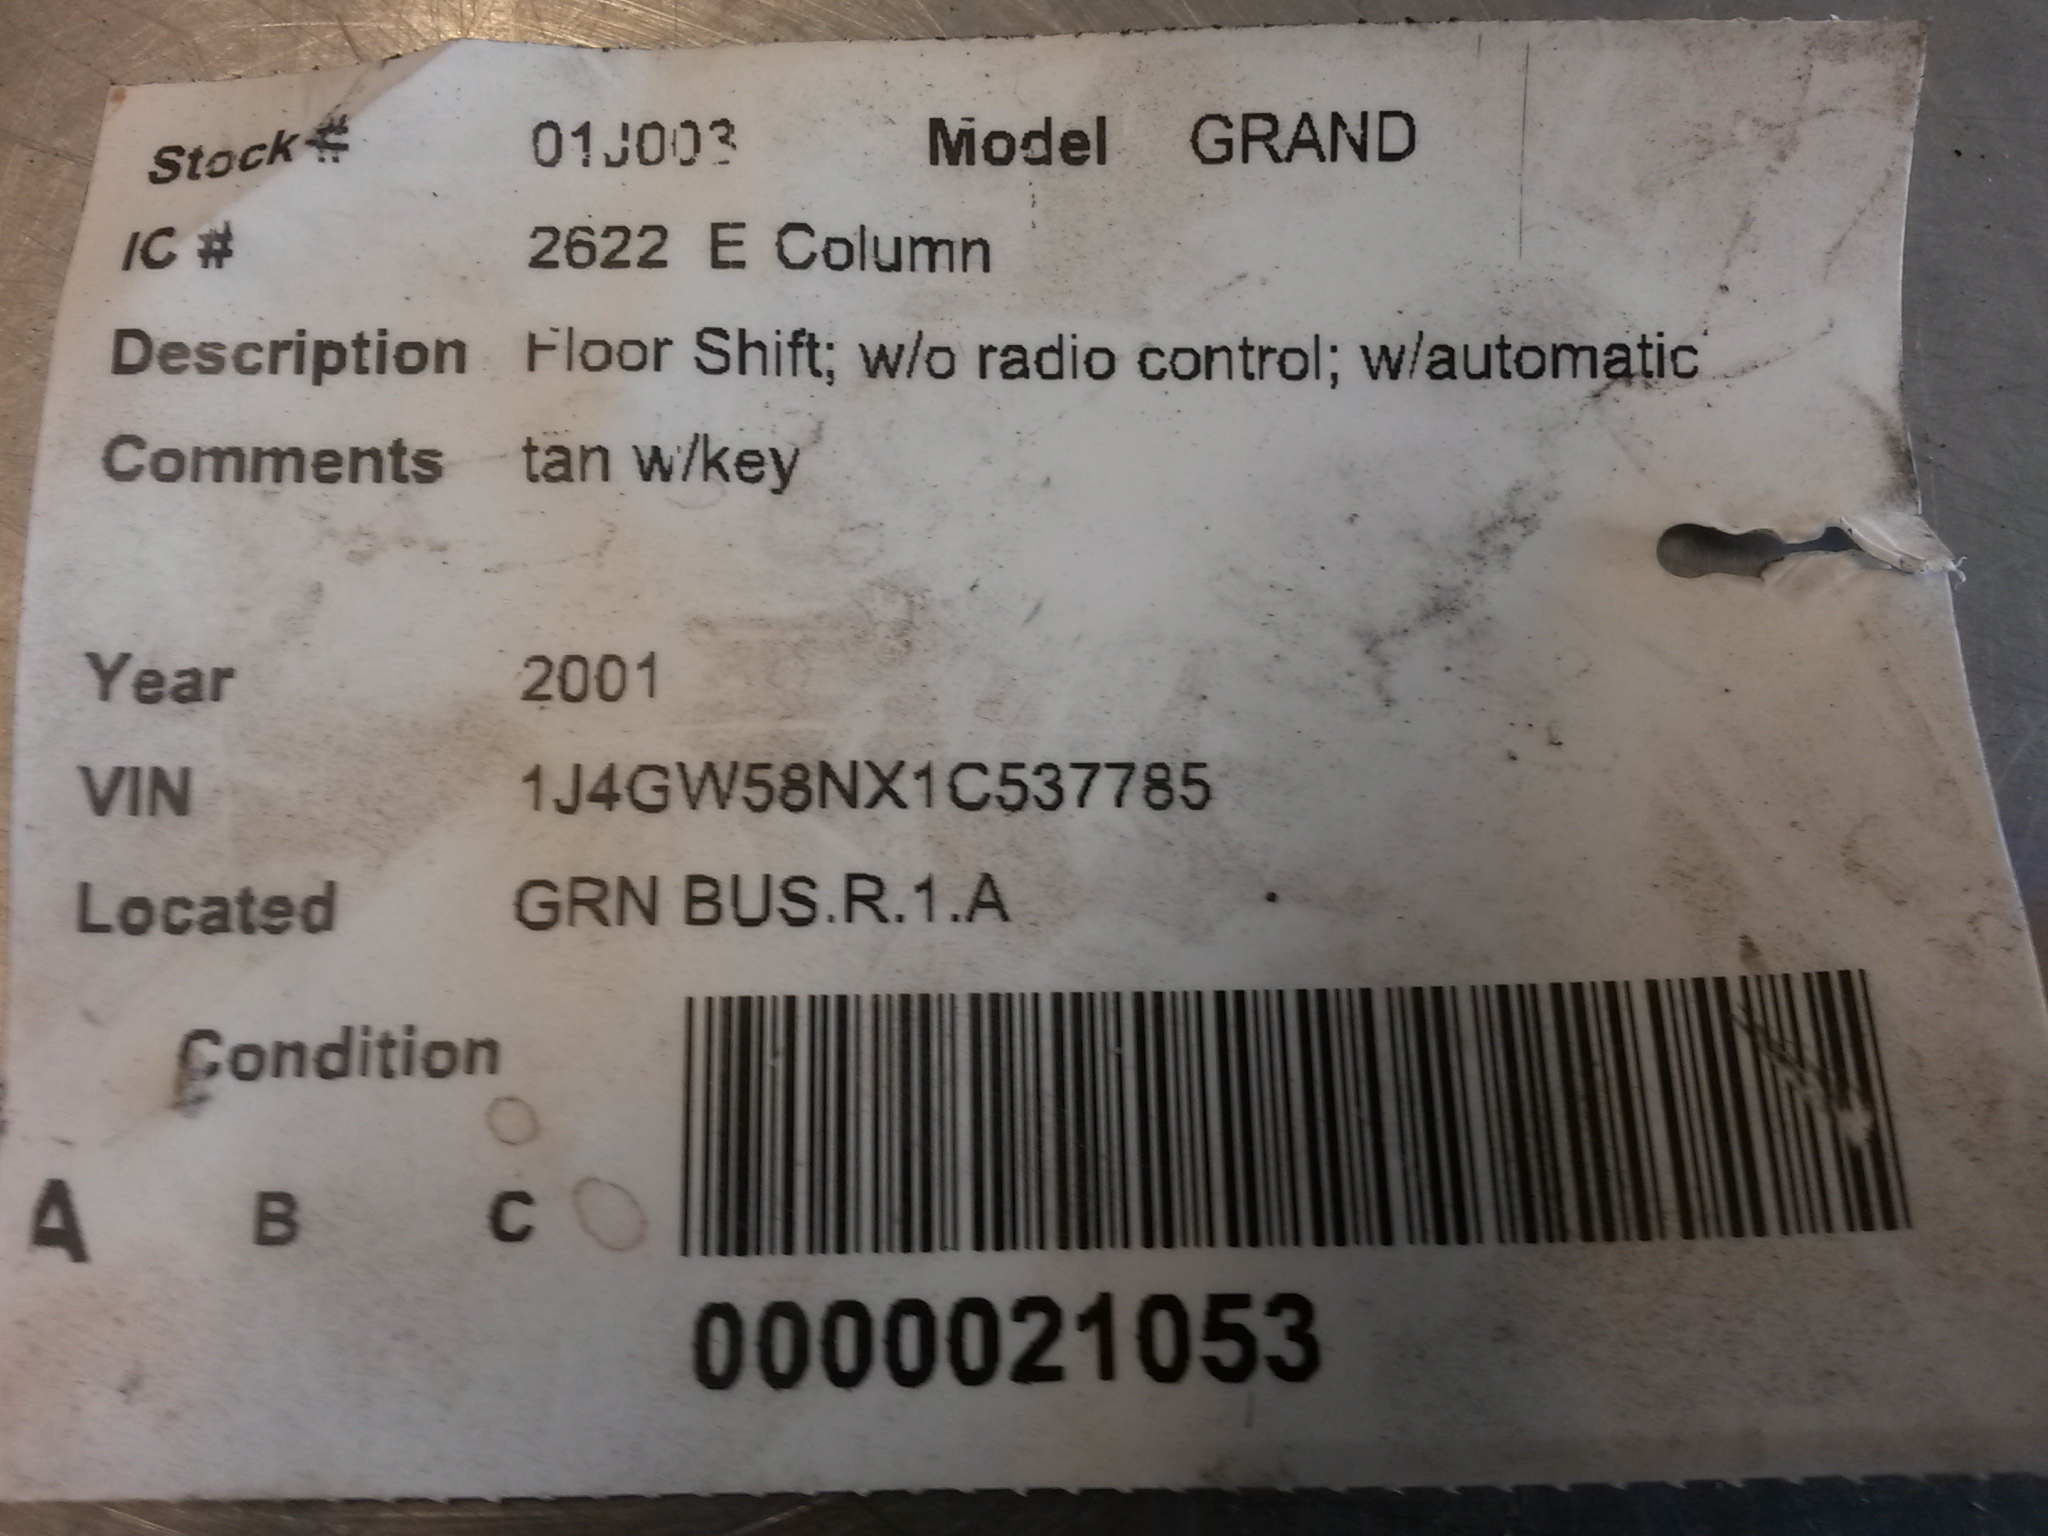 Stock # 01J003 Model GRAND
IC # 2622 E Column
Description Floor Shift; w/o radio control; w/automatic
Comments tan w/key
Year 2001
VIN 1J4GW58NX1C537785
Located GRN BUS.R.1.A
Condition
A B C
0000021053